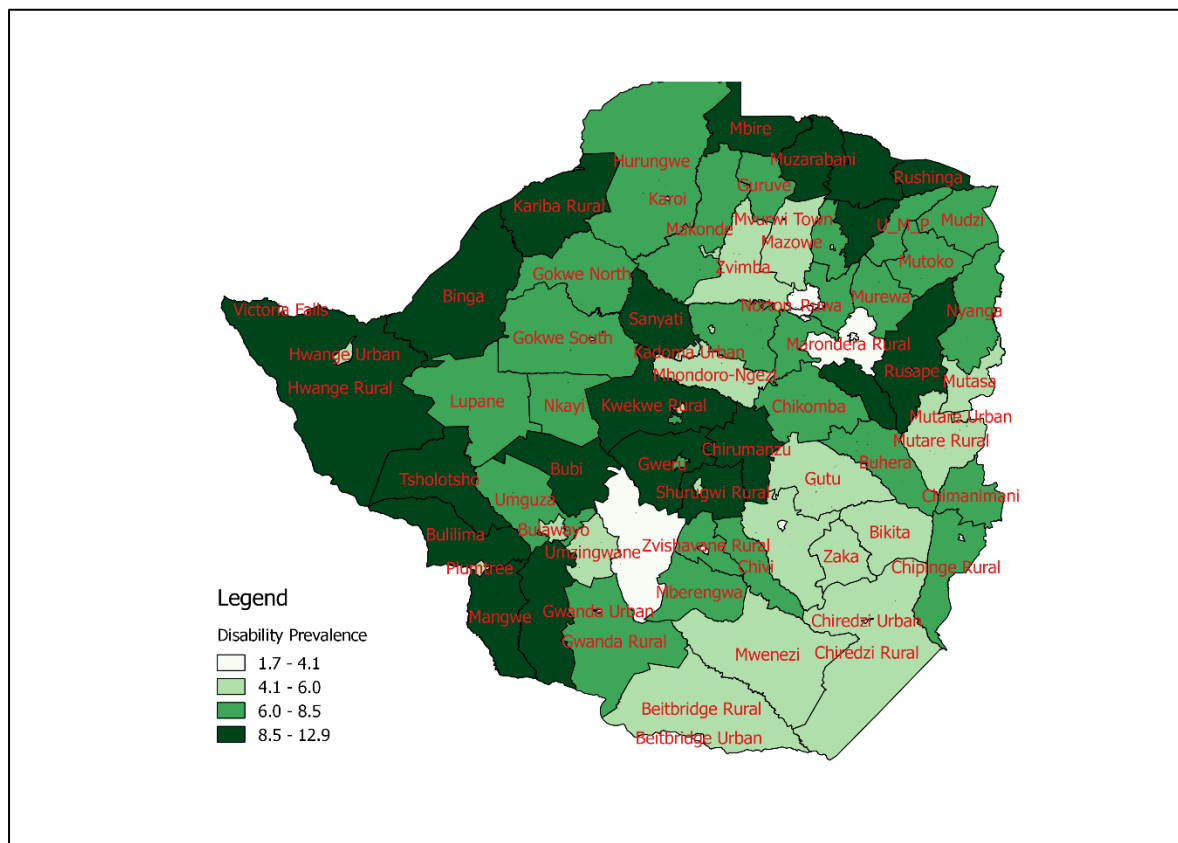 Mbire
Muzarabani
Hurungwe
Rushinga
Guruve
Karoi
Kariba Rural
Mvurwi Town
U_M_P
Mudzi
Makonde
Mazowe
Mutoko
Zvimba
Gokwe North
Binga
Murewa
Norton
Ruwa
Nyanga
Victoria Falls
Sanyati
Gokwe South
Marondera Rural
Hwange Urban
Kadoma Urban
Rusape
Mhondoro-Ngezi
Mutasa
Hwange Rural
Lupane
Nkayi
Kwekwe Rural
Chikomba
Mutare Urban
Mutare Rural
Chirumanzu
Buhera
Bubi
Gweru
Tsholotsho
Gutu
Shurugwi Rural
Chimanimani
Umguza
Bulawayo
Bulilima
Bikita
Zvishavane Rural
Umzingwane
Zaka
Chivi
Chipinge Rural
Plumtree
Mberengwa
Legend
Gwanda Urban
Mangwe
Chiredzi Urban
Disability Prevalence
Gwanda Rural
Mwenezi
Chiredzi Rural
1.7 - 4.1
4.1 - 6.0
6.0 - 8.5
8.5 - 12.9
Beitbridge Rural
Beitbridge Urban